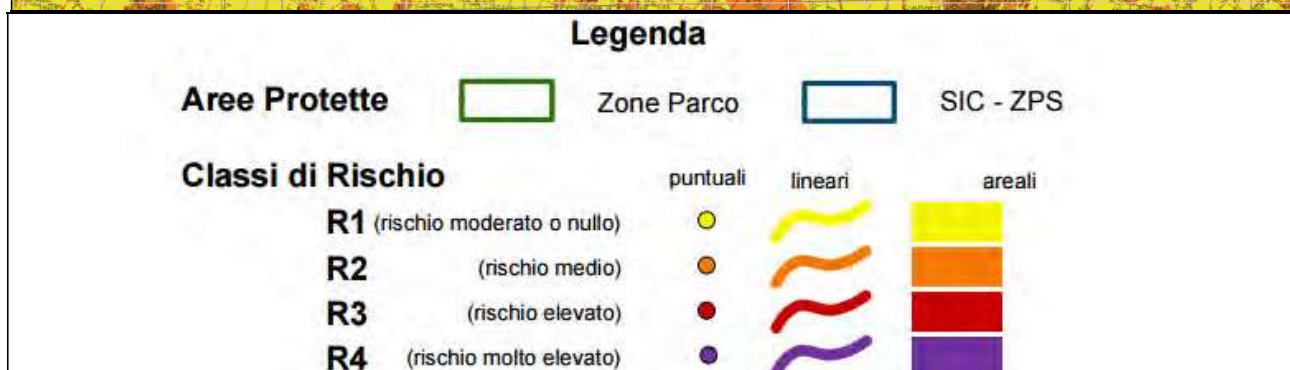 Legenda
Aree Protette Zone Parco SIC - ZPS
Classi di Rischio puntuali lineari areali
R1 (rischio moderato o nullo)
R2 (rischio medio)
R3 (rischio elevato)
R4 (rischio molto elevato)